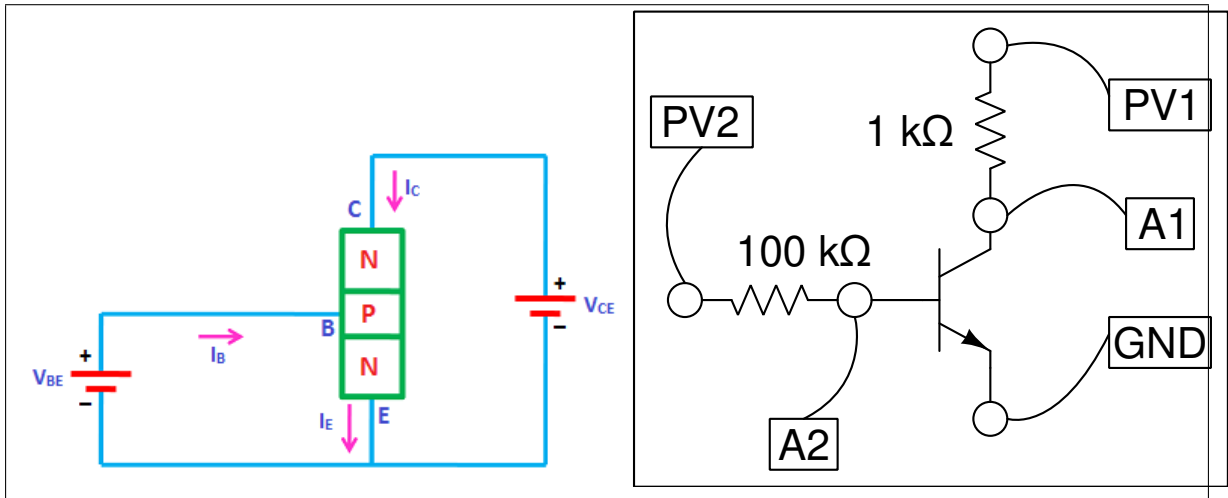 C
IC
N
P
N
B
IB
VBE
+
−
IE
E
+
−
VCE
PV2
100 kΩ
A2
1 kΩ
PV1
A1
GND